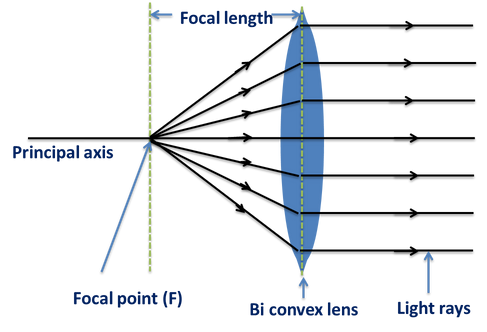 Focal length
Principal axis
Focal point (F)
Bi convex lens
Light rays